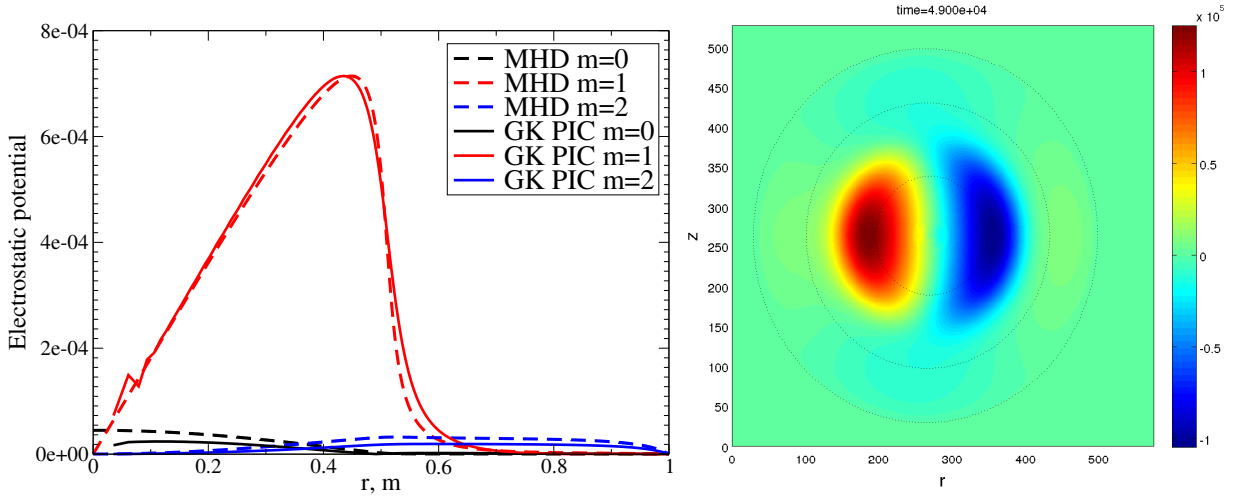 8e-04
6e-04
4e-04
2e-04
0e+00
Electrostatic potential
MHD m=0
MHD m=1
MHD m=2
GK PIC m=0
GK PIC m=1
GK PIC m=2
0
0.2
0.4
0.6
0.8
1
r, m
time=4.900e+04
500
450
400
350
300
250
200
150
100
50
0
z
0
100
200
300
400
500
r
x 10^5
1
0.5
0
-0.5
-1